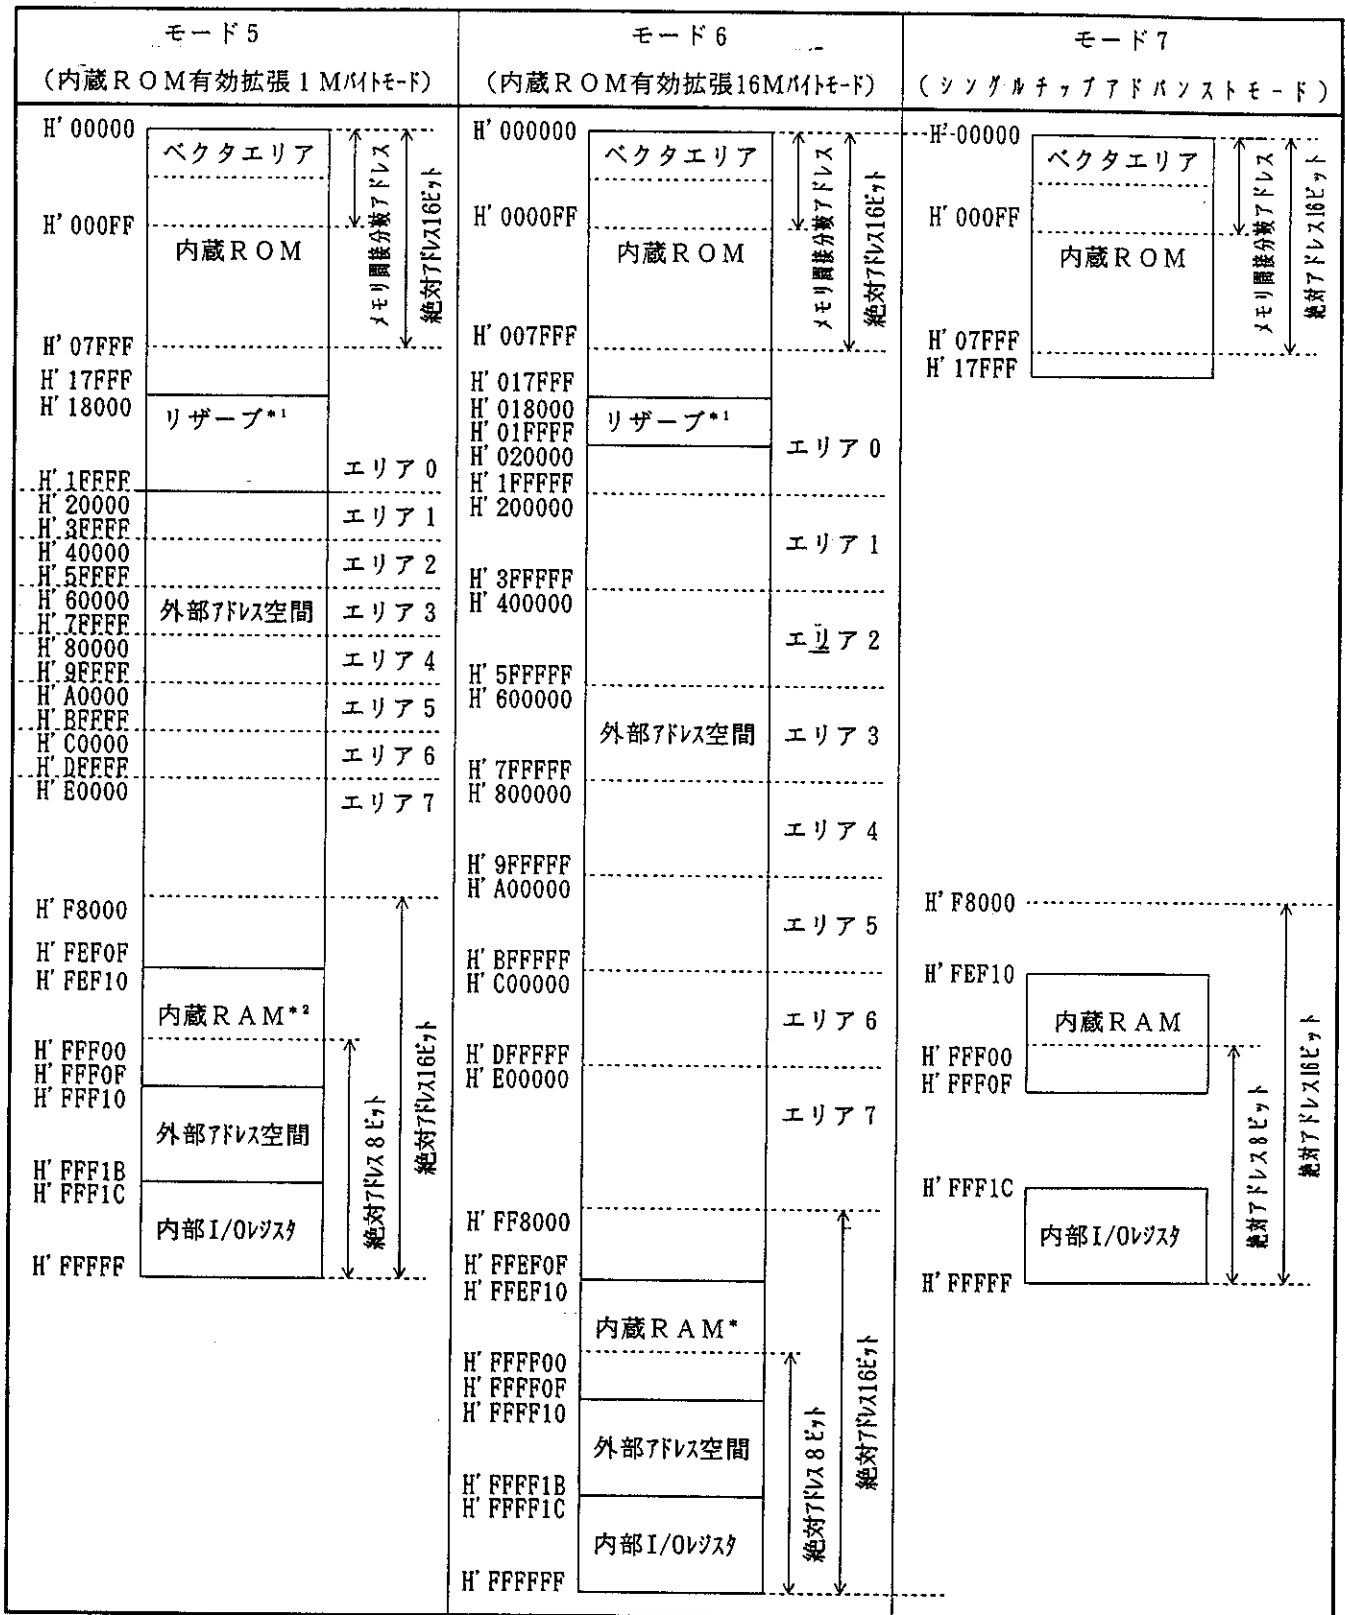 モード5
(内蔵ROM有効拡張1Mバイトモード)
H'00000
ベクタエリア
H'000FF
内蔵ROM
H'07FFF
H'17FFF
H'18000
リザーブ*1
H'1FFFF
H'20000
H'3FFFF
H'40000
H'5FFFF
H'60000
H'7FFFF
H'80000
H'9FFFF
H'A0000
H'BFFFF
H'C0000
H'DFFFF
H'E0000
外部アドレス空間
エリア0
エリア1
エリア2
エリア3
エリア4
エリア5
エリア6
エリア7
メモリ間接分岐アドレス
絶対アドレス16ビット
H'F8000
H'FEF0F
H'FEF10
内蔵RAM*2
H'FFF00
H'FFF0F
H'FFF10
外部アドレス空間
H'FFF1B
H'FFF1C
内部I/Oレジスタ
H'FFFFF
絶対アドレス8ビット
絶対アドレス16ビット
モード6
(内蔵ROM有効拡張16Mバイトモード)
H'000000
ベクタエリア
H'0000FF
内蔵ROM
H'007FFF
H'017FFF
H'018000
リザーブ*1
H'01FFFF
H'020000
H'1FFFFF
H'200000
H'3FFFFF
H'400000
H'5FFFFF
H'600000
外部アドレス空間
H'7FFFFF
H'800000
H'9FFFFF
H'A00000
H'BFFFFF
H'C00000
H'DFFFFF
H'E00000
エリア0
エリア1
エリア2
エリア3
エリア4
エリア5
エリア6
エリア7
メモリ間接分岐アドレス
絶対アドレス16ビット
H'FF8000
H'FFEF0F
H'FFEF10
内蔵RAM*
H'FFFF00
H'FFFF0F
H'FFFF10
外部アドレス空間
H'FFFF1B
H'FFFF1C
内部I/Oレジスタ
H'FFFFFF
絶対アドレス8ビット
絶対アドレス16ビット
モード7
(シングルチップアドバンストモード)
H'00000
ベクタエリア
H'000FF
内蔵ROM
H'07FFF
H'17FFF
メモリ間接分岐アドレス
絶対アドレス16ビット
H'F8000
H'FEF10
内蔵RAM
H'FFF00
H'FFF0F
H'FFF1C
内部I/Oレジスタ
H'FFFFF
絶対アドレス8ビット
絶対アドレス16ビット